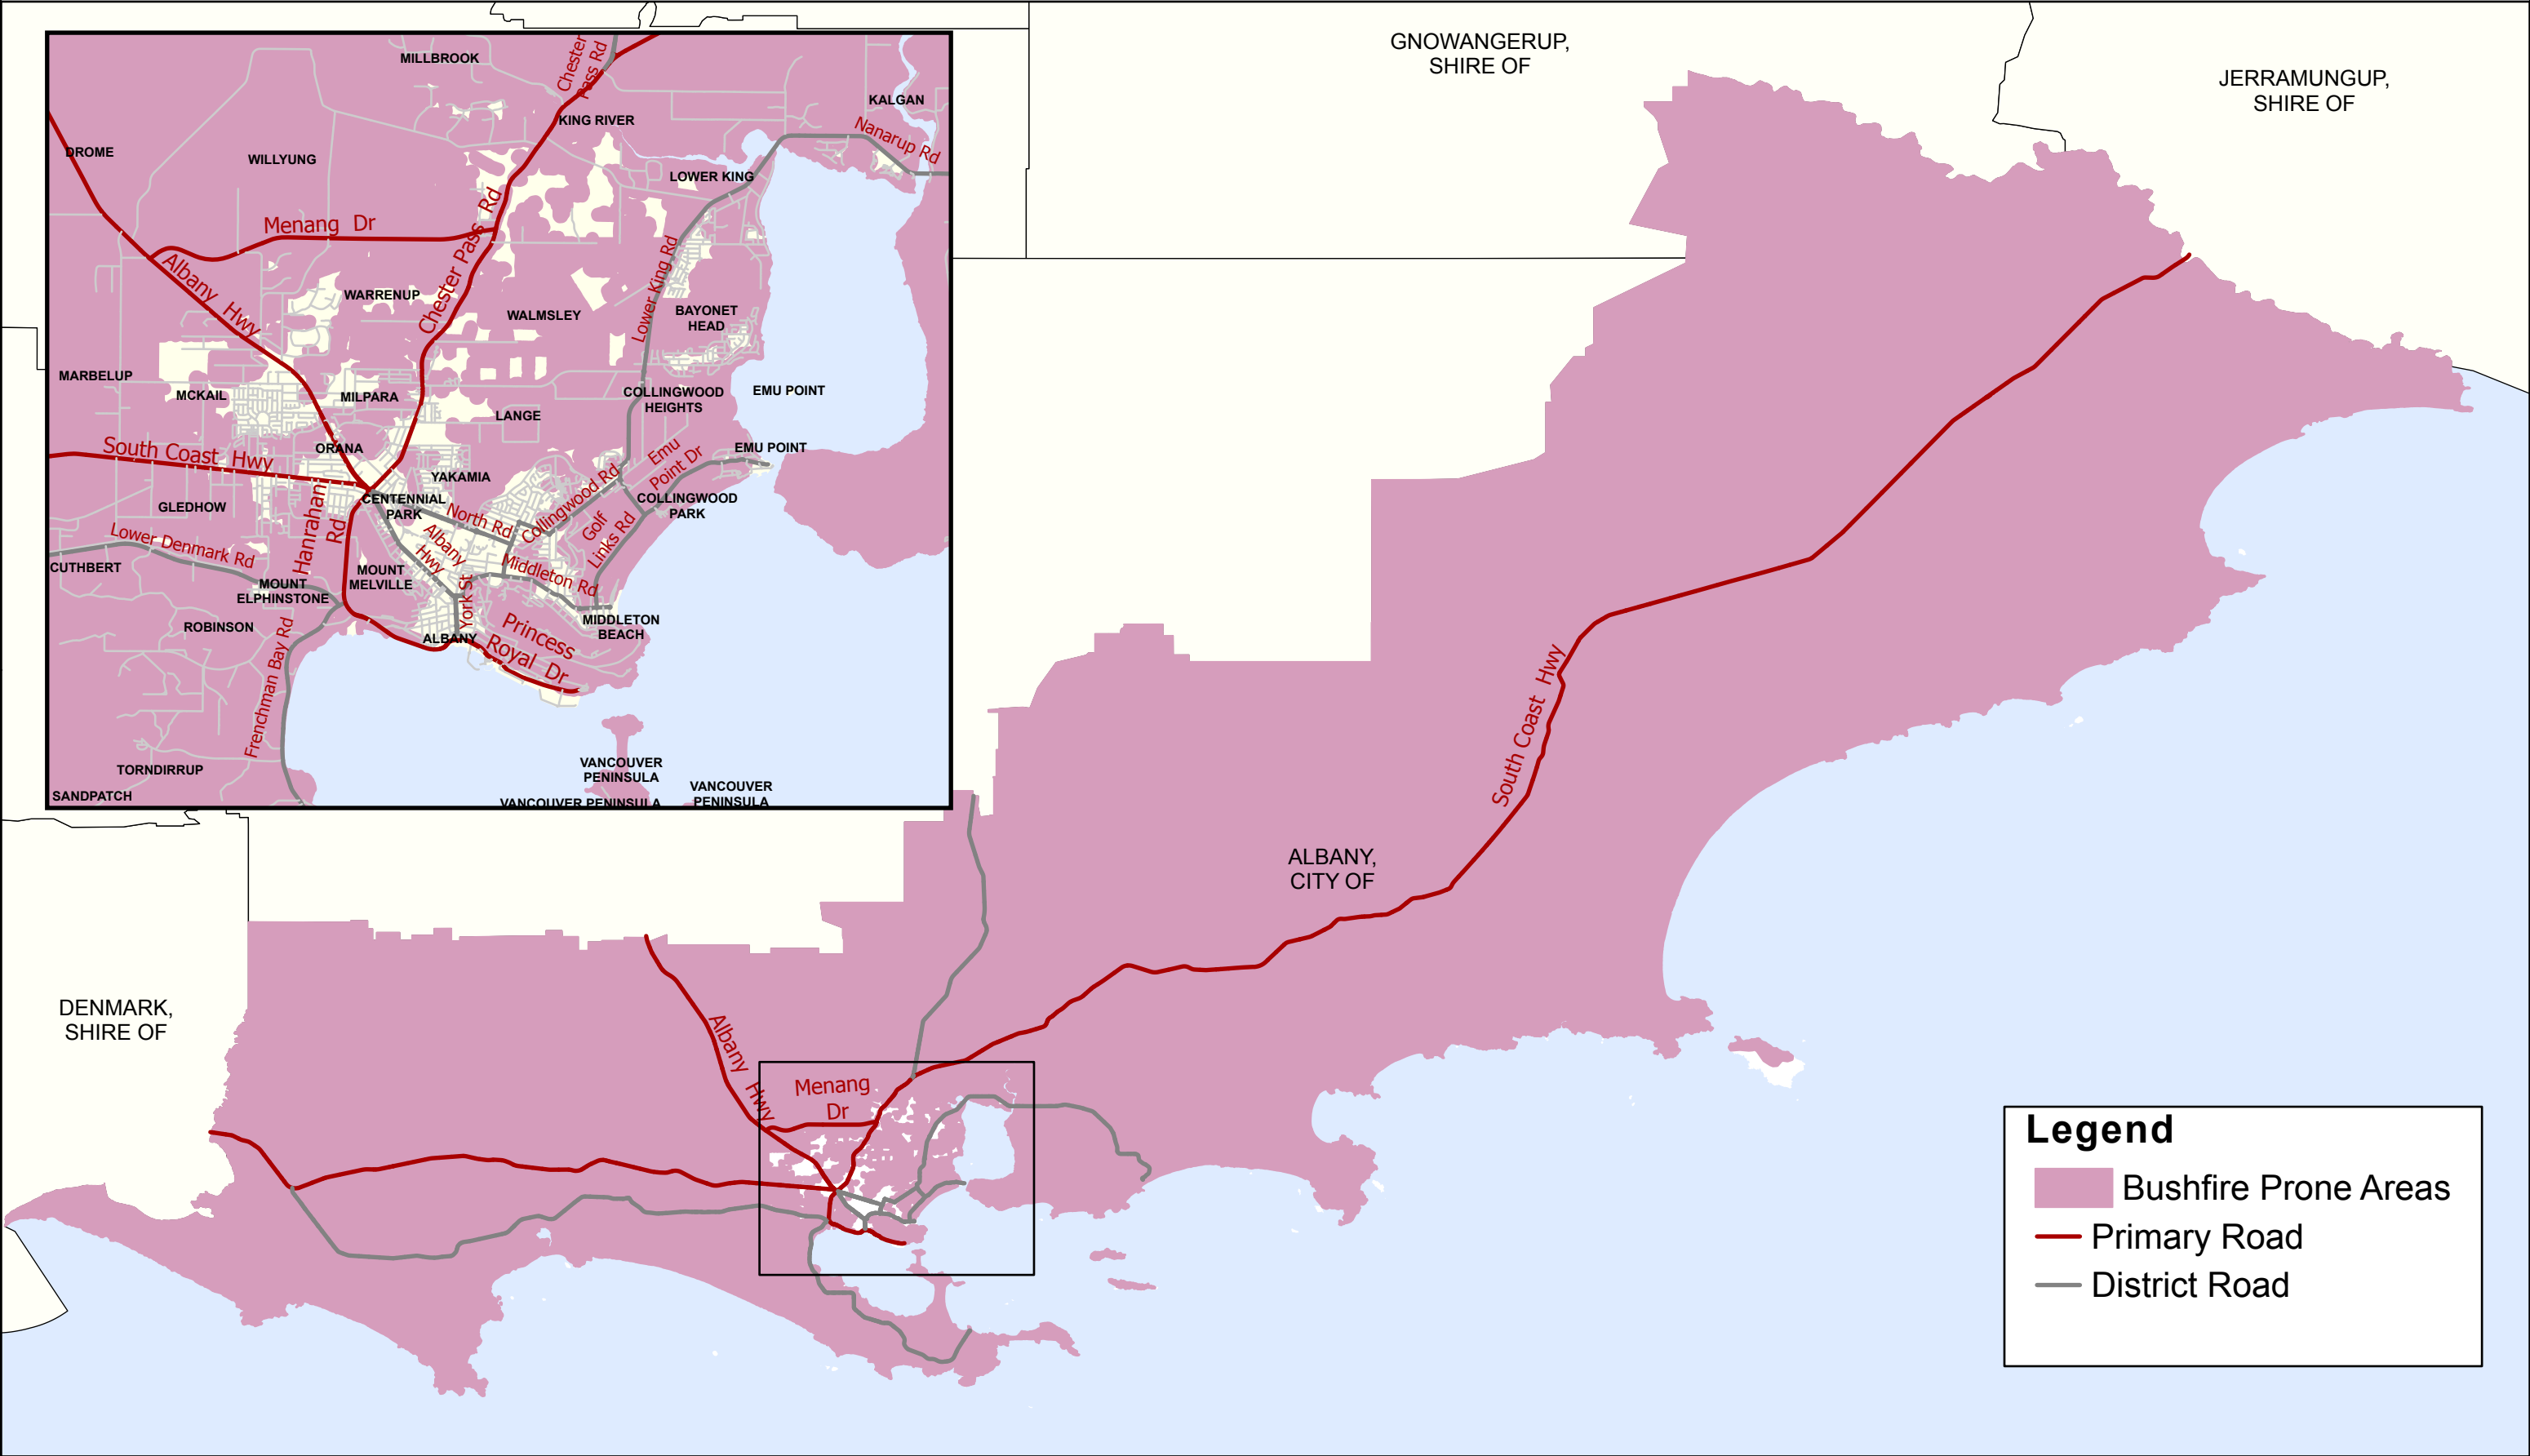 GNOWANGERUP,
SHIRE OF
JERRAMUNGUP,
SHIRE OF
MILLBROOK
Chester
Pass Rd
KALGAN
KING RIVER
Nanarup Rd
DROME
WILLYUNG
LOWER KING
Menang Dr
Chester Pass Rd
Albany Hwy
Lower King Rd
WARRENUP
WALMSLEY
BAYONET
HEAD
MARBELUP
MCKAIL
MILPARA
LANGE
COLLINGWOOD
HEIGHTS
EMU POINT
South Coast Hwy
ORANA
YAKAMIA
Emu
Point Dr
EMU POINT
GLEDHOW
Hanrahan
Rd
CENTENNIAL
PARK
North Rd
Collingwood Rd
COLLINGWOOD
PARK
Lower Denmark Rd
Albany
Hwy
Golf
Links Rd
CUTHBERT
MOUNT
ELPHINSTONE
MOUNT
MELVILLE
York St
Middleton Rd
ROBINSON
Frenchman Bay Rd
ALBANY
Princess
Royal Dr
MIDDLETON
BEACH
TORNDIRRUP
SANDPATCH
VANCOUVER
PENINSULA
VANCOUVER PENINSULA
VANCOUVER
PENINSULA
South Coast Hwy
ALBANY,
CITY OF
DENMARK,
SHIRE OF
Albany Hwy
Menang
Dr
Legend
Bushfire Prone Areas
Primary Road
District Road